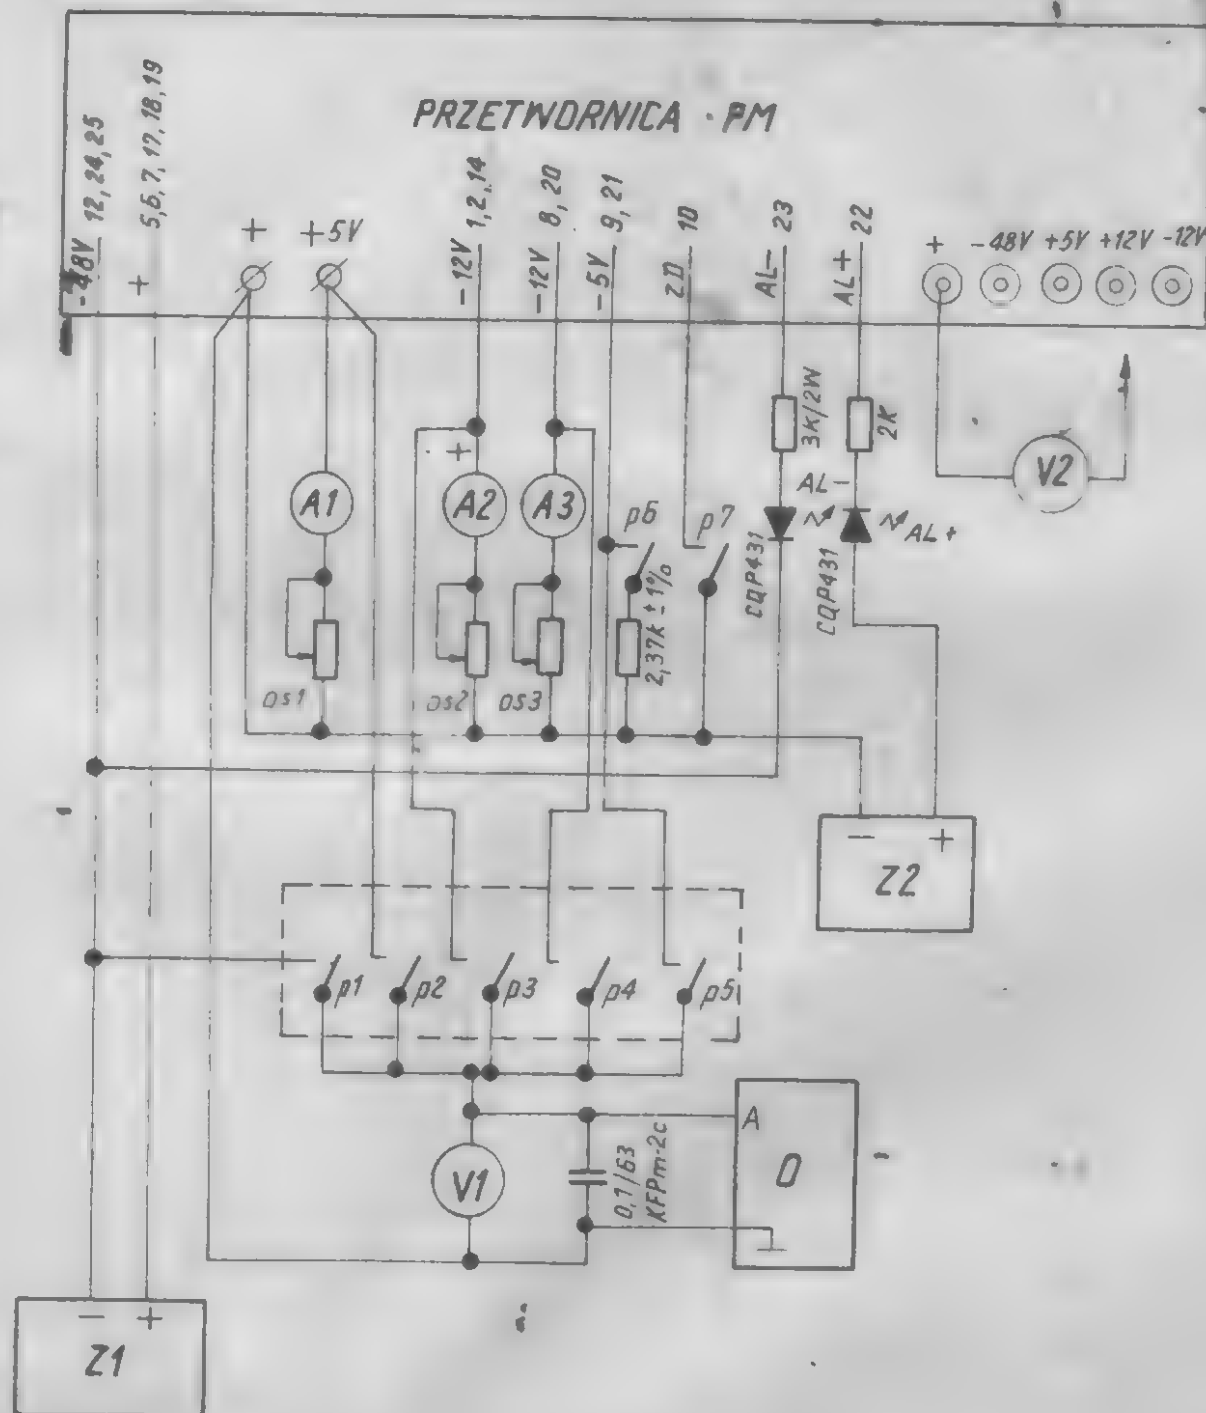 PRZETWORNICA · PM
-48V 12, 24, 25
+ 5,6,7,17,18,19
+
+5V
-12V 1,2,14
-12V 8,20
-5V 9,21
ZD 10
AL- 23
AL+ 22
+
-48V
+5V
+12V
-12V
3K/2W
2K
V2
A1
+
A2
A3
p6
p7
AL-
AL+
CQP431
CQP431
2,37k ± 1%
os1
os2
os3
- +
Z2
p1
p2
p3
p4
p5
A
O
V1
0,1/63
KFPm-2c
- +
Z1